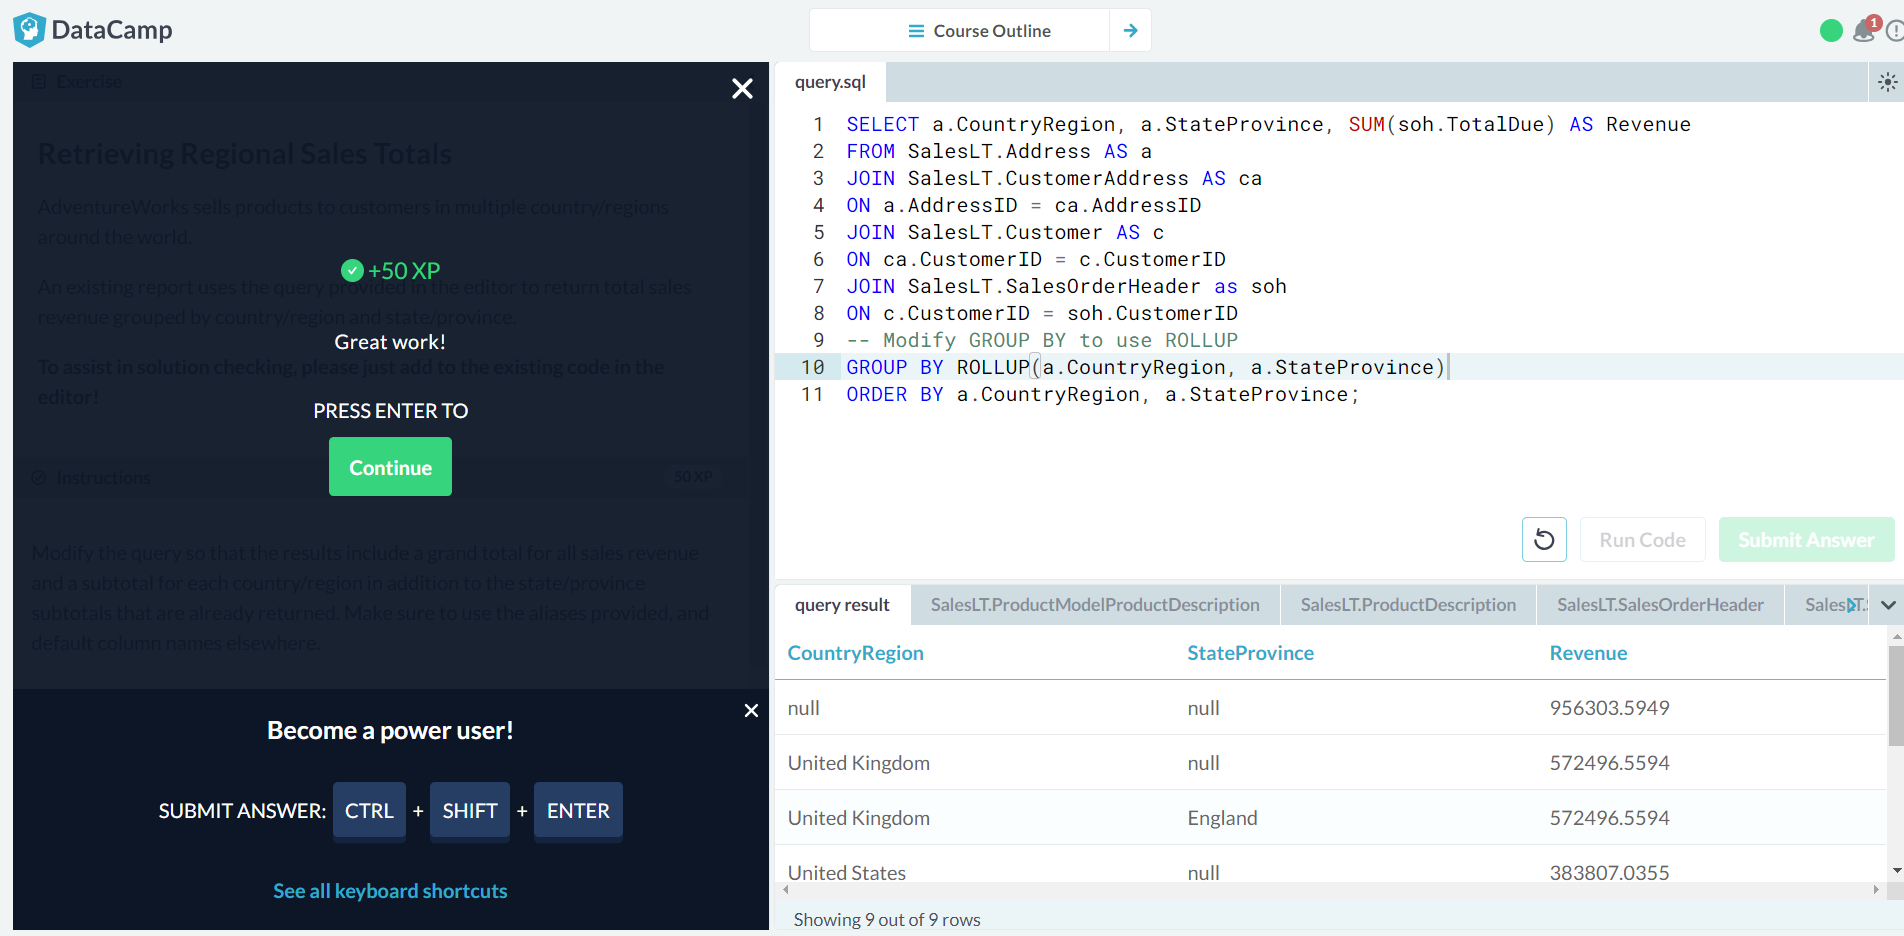 DataCamp
Course Outline
1
Exercise
Retrieving Regional Sales Totals
AdventureWorks sells products to customers in multiple country/regions
around the world.
+50 XP
An existing report uses the query provided in the editor to return total sales
revenue grouped by country/region and state/province.
Great work!
To assist in solution checking, please just add to the existing code in the
editor!
PRESS ENTER TO
Continue
Instructions
50 XP
Modify the query so that the results include a grand total for all sales revenue
and a subtotal for each country/region in addition to the state/province
subtotals that are already returned. Make sure to use the aliases provided, and
default column names elsewhere.
Become a power user!
SUBMIT ANSWER: CTRL + SHIFT + ENTER
See all keyboard shortcuts
query.sql
1 SELECT a.CountryRegion, a.StateProvince, SUM(soh.TotalDue) AS Revenue
2 FROM SalesLT.Address AS a
3 JOIN SalesLT.CustomerAddress AS ca
4 ON a.AddressID = ca.AddressID
5 JOIN SalesLT.Customer AS c
6 ON ca.CustomerID = c.CustomerID
7 JOIN SalesLT.SalesOrderHeader as soh
8 ON c.CustomerID = soh.CustomerID
9 -- Modify GROUP BY to use ROLLUP
10 GROUP BY ROLLUP(a.CountryRegion, a.StateProvince)
11 ORDER BY a.CountryRegion, a.StateProvince;
Run Code
Submit Answer
query result SalesLT.ProductModelProductDescription SalesLT.ProductDescription SalesLT.SalesOrderHeader
CountryRegion StateProvince Revenue
null null 956303.5949
United Kingdom null 572496.5594
United Kingdom England 572496.5594
United States null 383807.0355
Showing 9 out of 9 rows